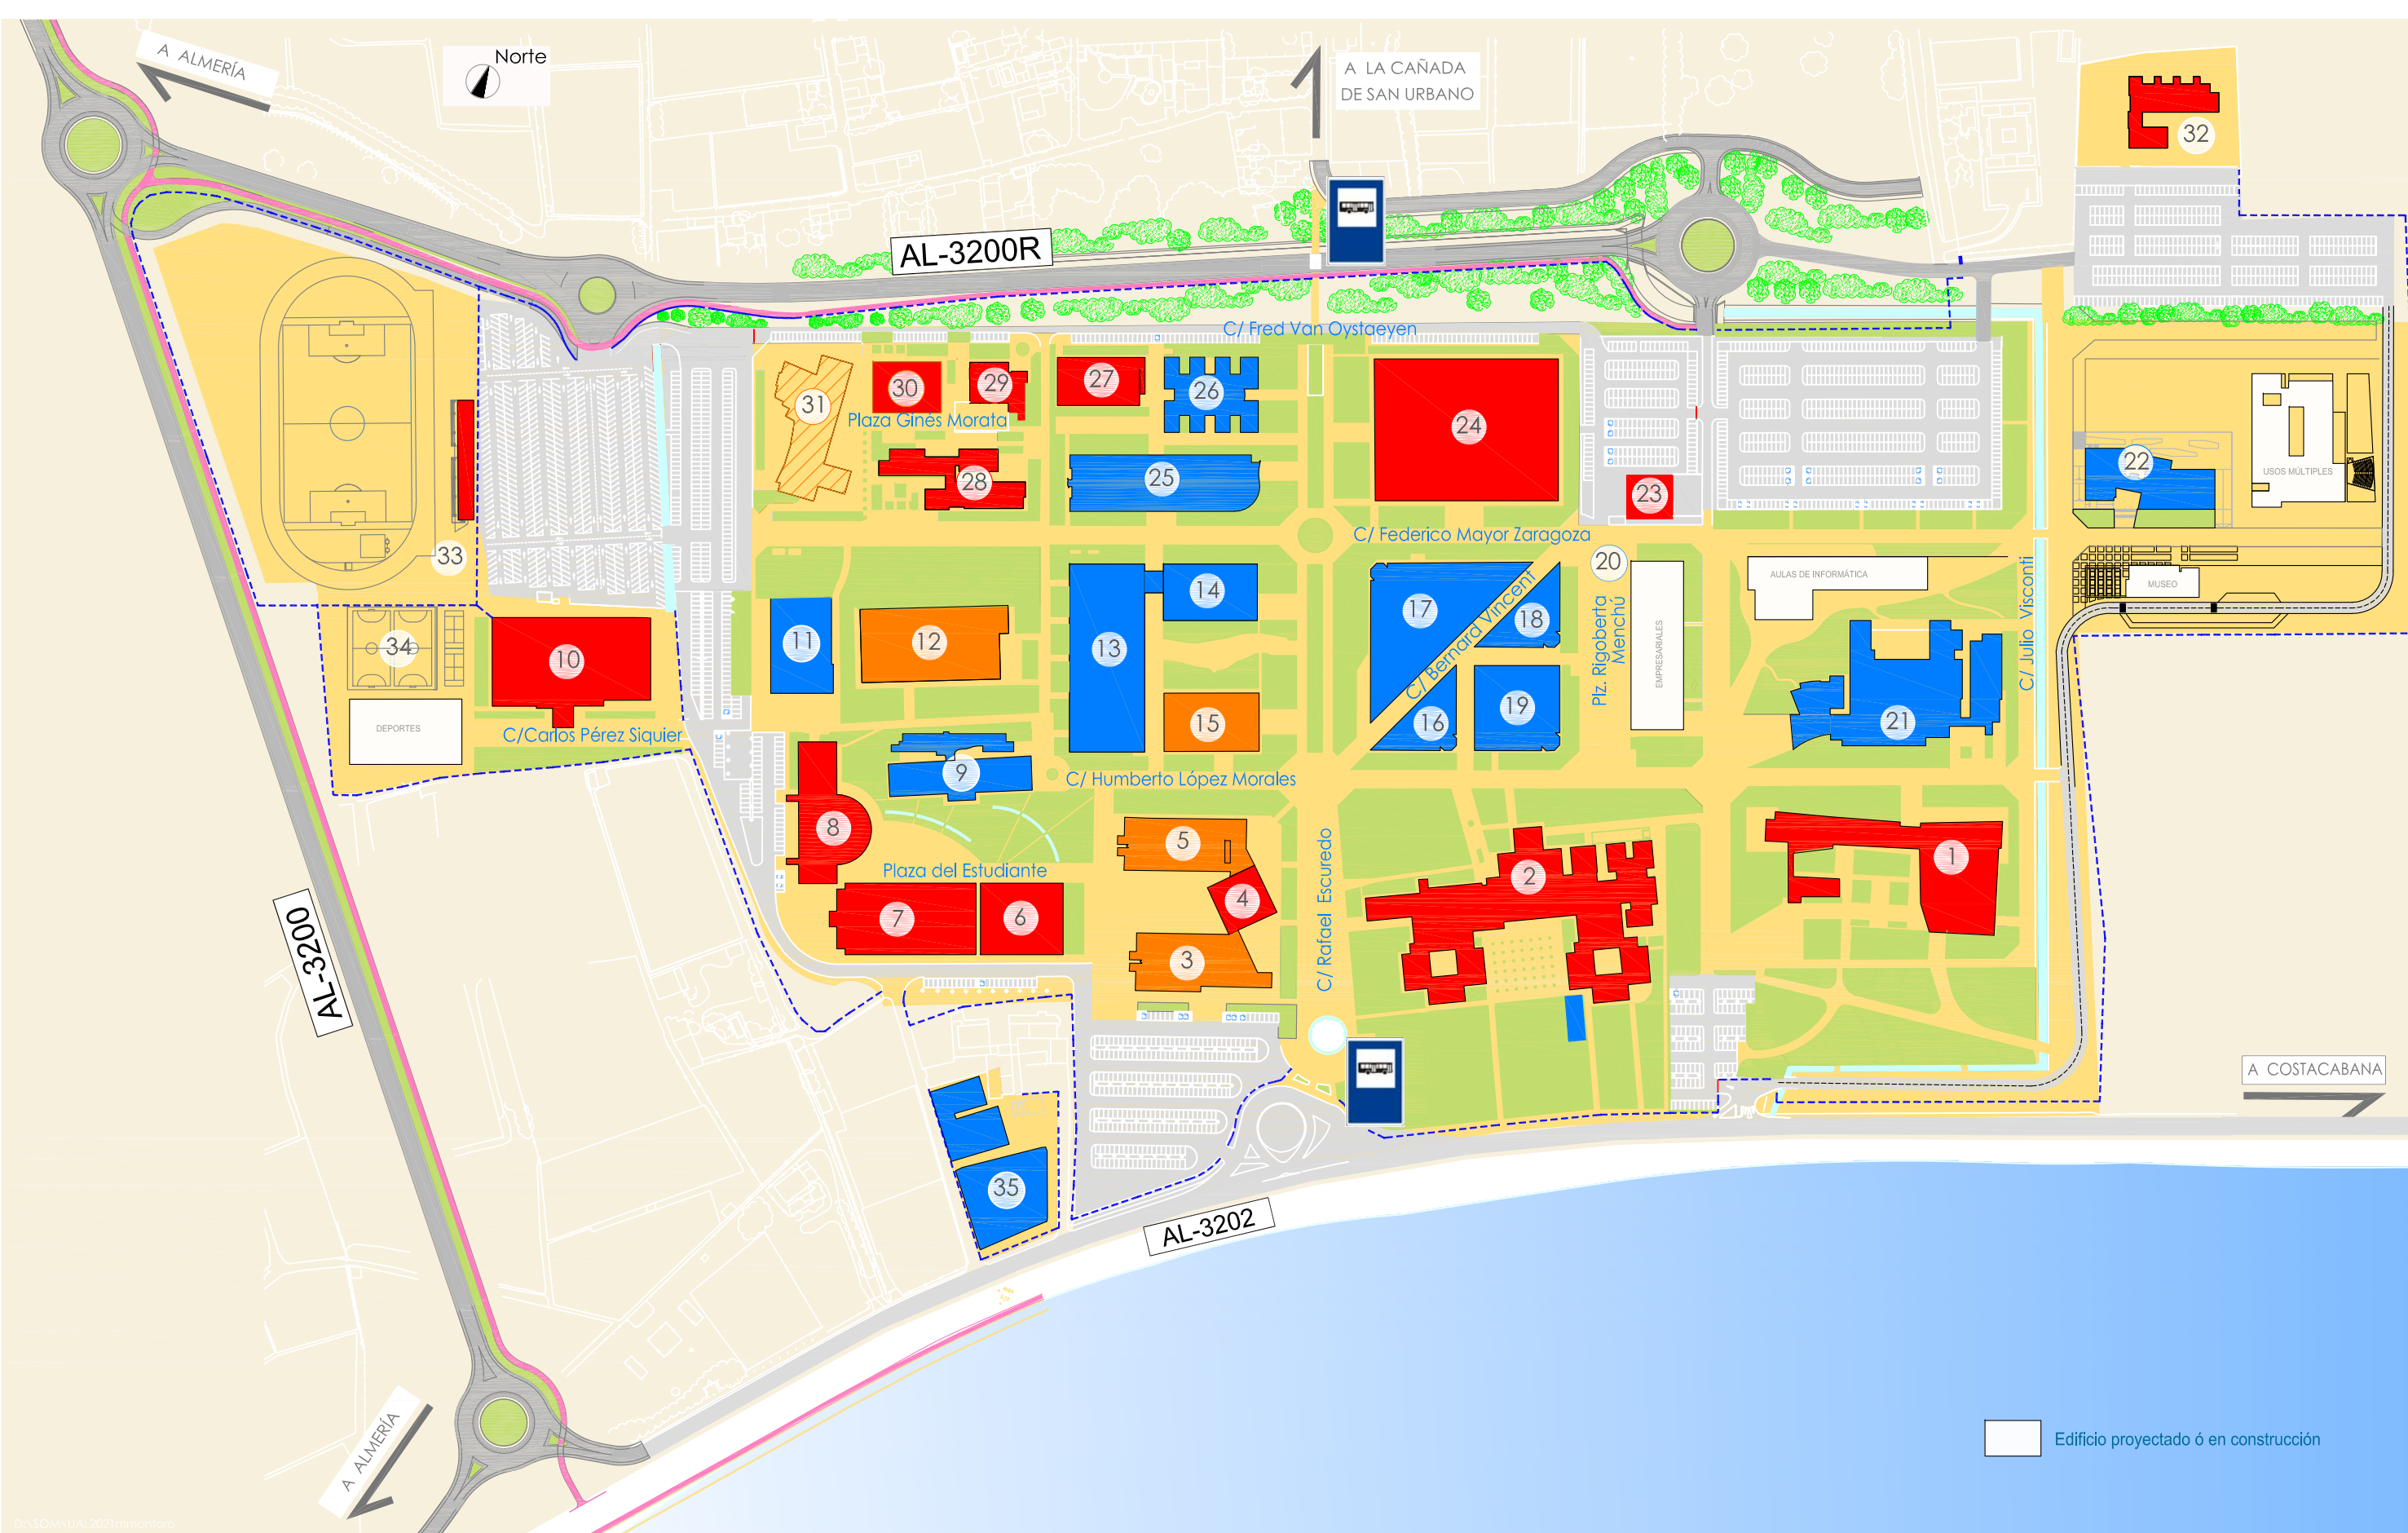 A ALMERÍA
Norte
A LA CAÑADA
DE SAN URBANO
32
AL-3200R
C/ Fred Van Oystaeyen
31
30
29
27
26
24
Plaza Ginés Morata
28
25
23
22
USOS MÚLTIPLES
33
C/ Federico Mayor Zaragoza
20
AULAS DE INFORMÁTICA
MUSEO
34
10
11
12
13
14
17
18
C/ Bernard Vincent
Plz. Rigoberta
Menchú
EMPRESARIALES
C/ Julio Visconti
DEPORTES
C/Carlos Pérez Siquier
15
16
19
21
9
C/ Humberto López Morales
8
5
Plaza del Estudiante
C/ Rafael Escuredo
2
1
7
6
4
3
AL-3200
A COSTACABANA
35
AL-3202
A ALMERÍA
Edificio proyectado ó en construcción